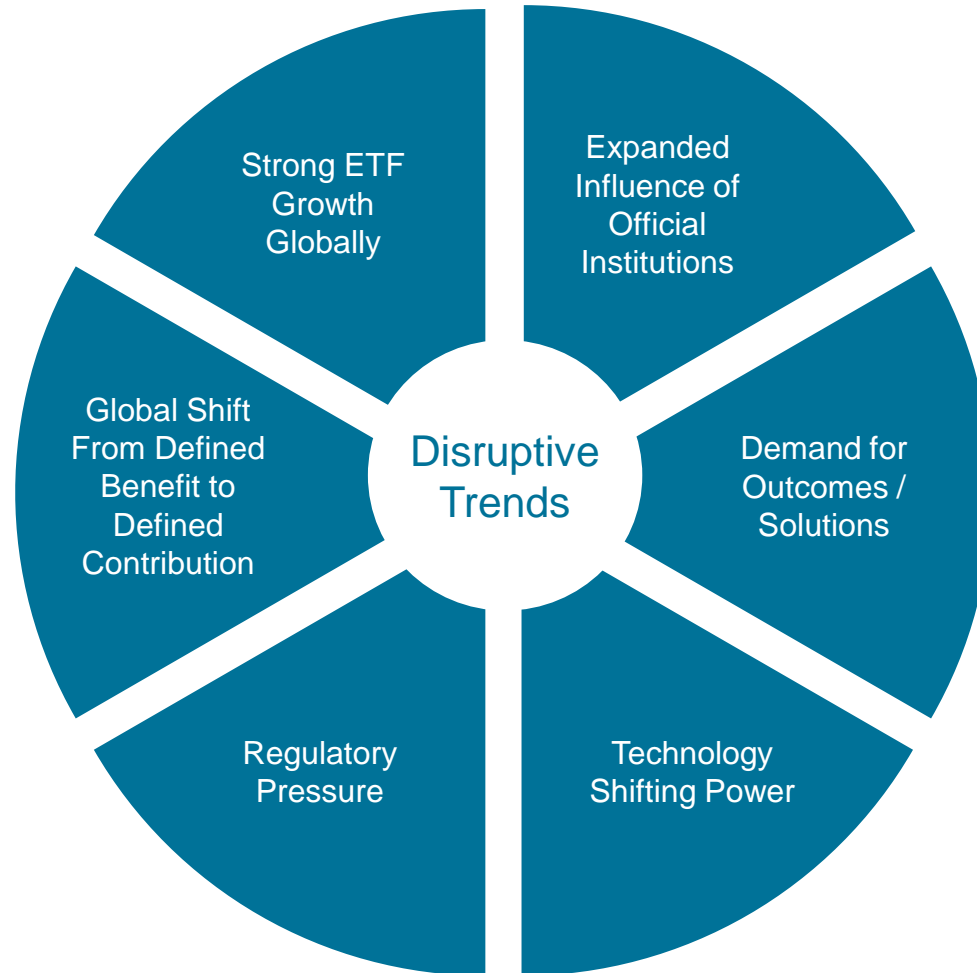 Strong ETF
Growth
Globally
Expanded
Influence of
Official
Institutions
Global Shift
From Defined
Benefit to
Defined
Contribution
Disruptive
Trends
Demand for
Outcomes /
Solutions
Regulatory
Pressure
Technology
Shifting Power